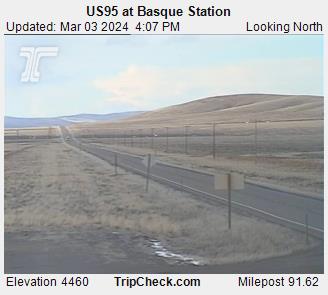 US95 at Basque Station
Updated: Mar 03 2024 4:07 PM Looking North
Elevation 4460 TripCheck.com Milepost 91.62